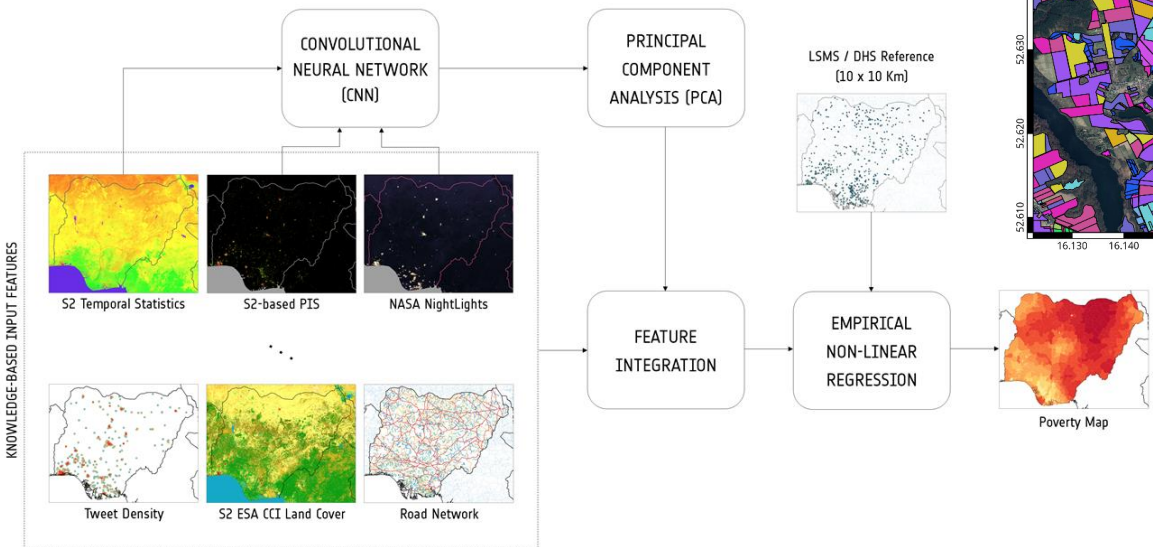 CONVOLUTIONAL
NEURAL NETWORK
(CNN)
PRINCIPAL
COMPONENT
ANALYSIS (PCA)
LSMS / DHS Reference
(10 x 10 Km)
52.630
52.620
52.610
16.130 16.140
KNOWLEDGE-BASED INPUT FEATURES
S2 Temporal Statistics
S2-based PIS
NASA NightLights
Tweet Density
S2 ESA CCI Land Cover
Road Network
FEATURE
INTEGRATION
EMPIRICAL
NON-LINEAR
REGRESSION
Poverty Map